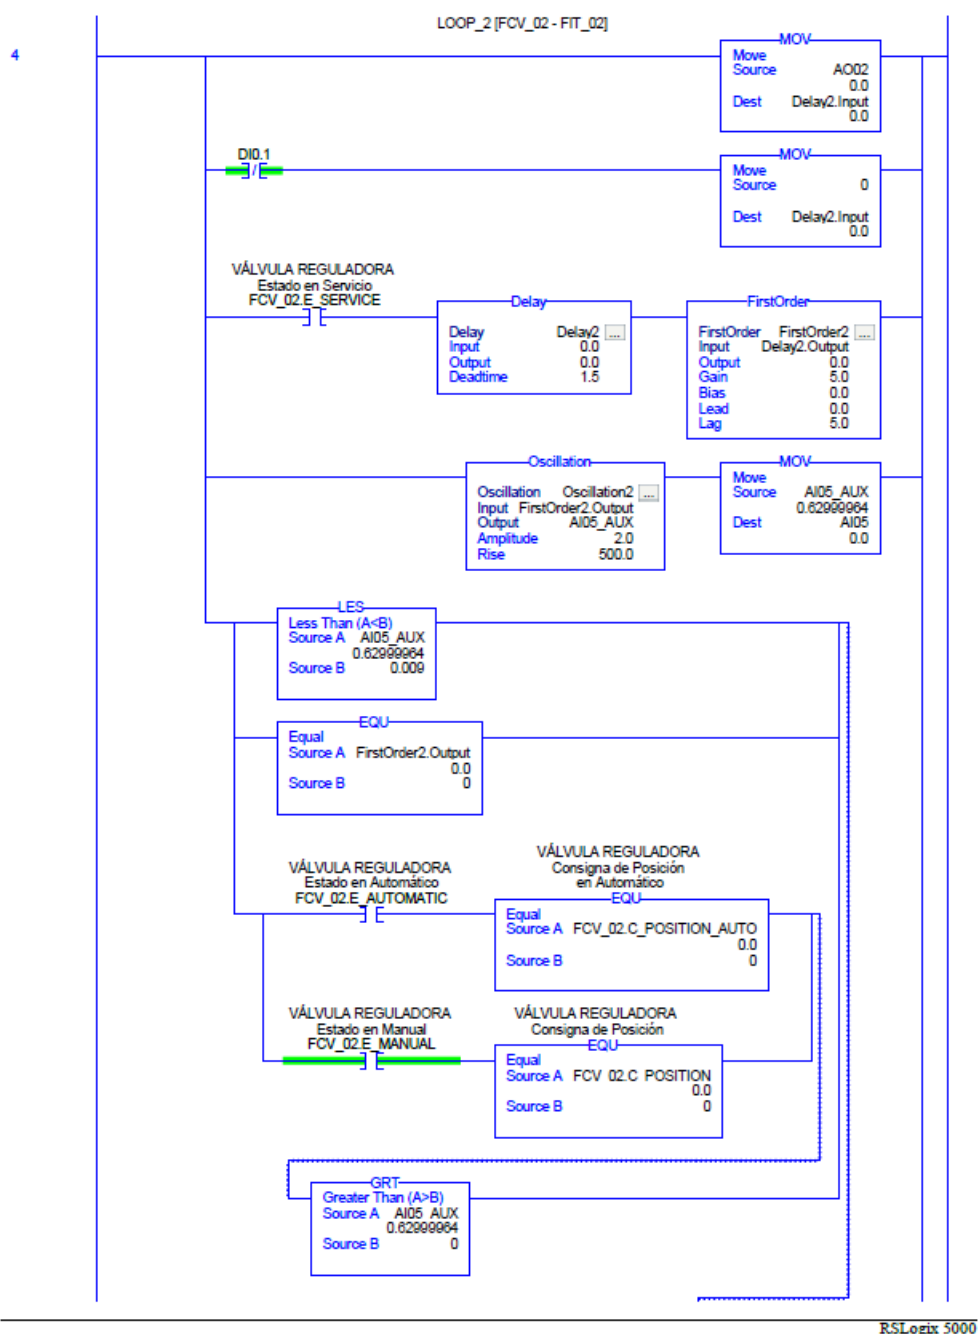 LOOP_2 [FCV_02 - FIT_02]
4
MOV
Move
Source AO02
0.0
Dest Delay2.Input
0.0
DI0.1
MOV
Move
Source 0
Dest Delay2.Input
0.0
VÁLVULA REGULADORA
Estado en Servicio
FCV_02.E_SERVICE
Delay
Delay Delay2 ...
Input 0.0
Output 0.0
Deadtime 1.5
FirstOrder
FirstOrder FirstOrder2 ...
Input Delay2.Output
Output 0.0
Gain 5.0
Bias 0.0
Lead 0.0
Lag 5.0
Oscillation
Oscillation Oscillation2 ...
Input FirstOrder2.Output
Output AI05_AUX
Amplitude 2.0
Rise 500.0
MOV
Move
Source AI05_AUX
0.62999964
Dest AI05
0.0
LES
Less Than (A<B)
Source A AI05_AUX
0.62999964
Source B 0.009
EQU
Equal
Source A FirstOrder2.Output
0.0
Source B 0
VÁLVULA REGULADORA
Estado en Automático
FCV_02.E_AUTOMATIC
VÁLVULA REGULADORA
Consigna de Posición
en Automático
EQU
Equal
Source A FCV_02.C_POSITION_AUTO
0.0
Source B 0
VÁLVULA REGULADORA
Estado en Manual
FCV_02.E_MANUAL
VÁLVULA REGULADORA
Consigna de Posición
EQU
Equal
Source A FCV_02.C_POSITION
0.0
Source B 0
GRT
Greater Than (A>B)
Source A AI05_AUX
0.62999964
Source B 0
RSLogix 5000